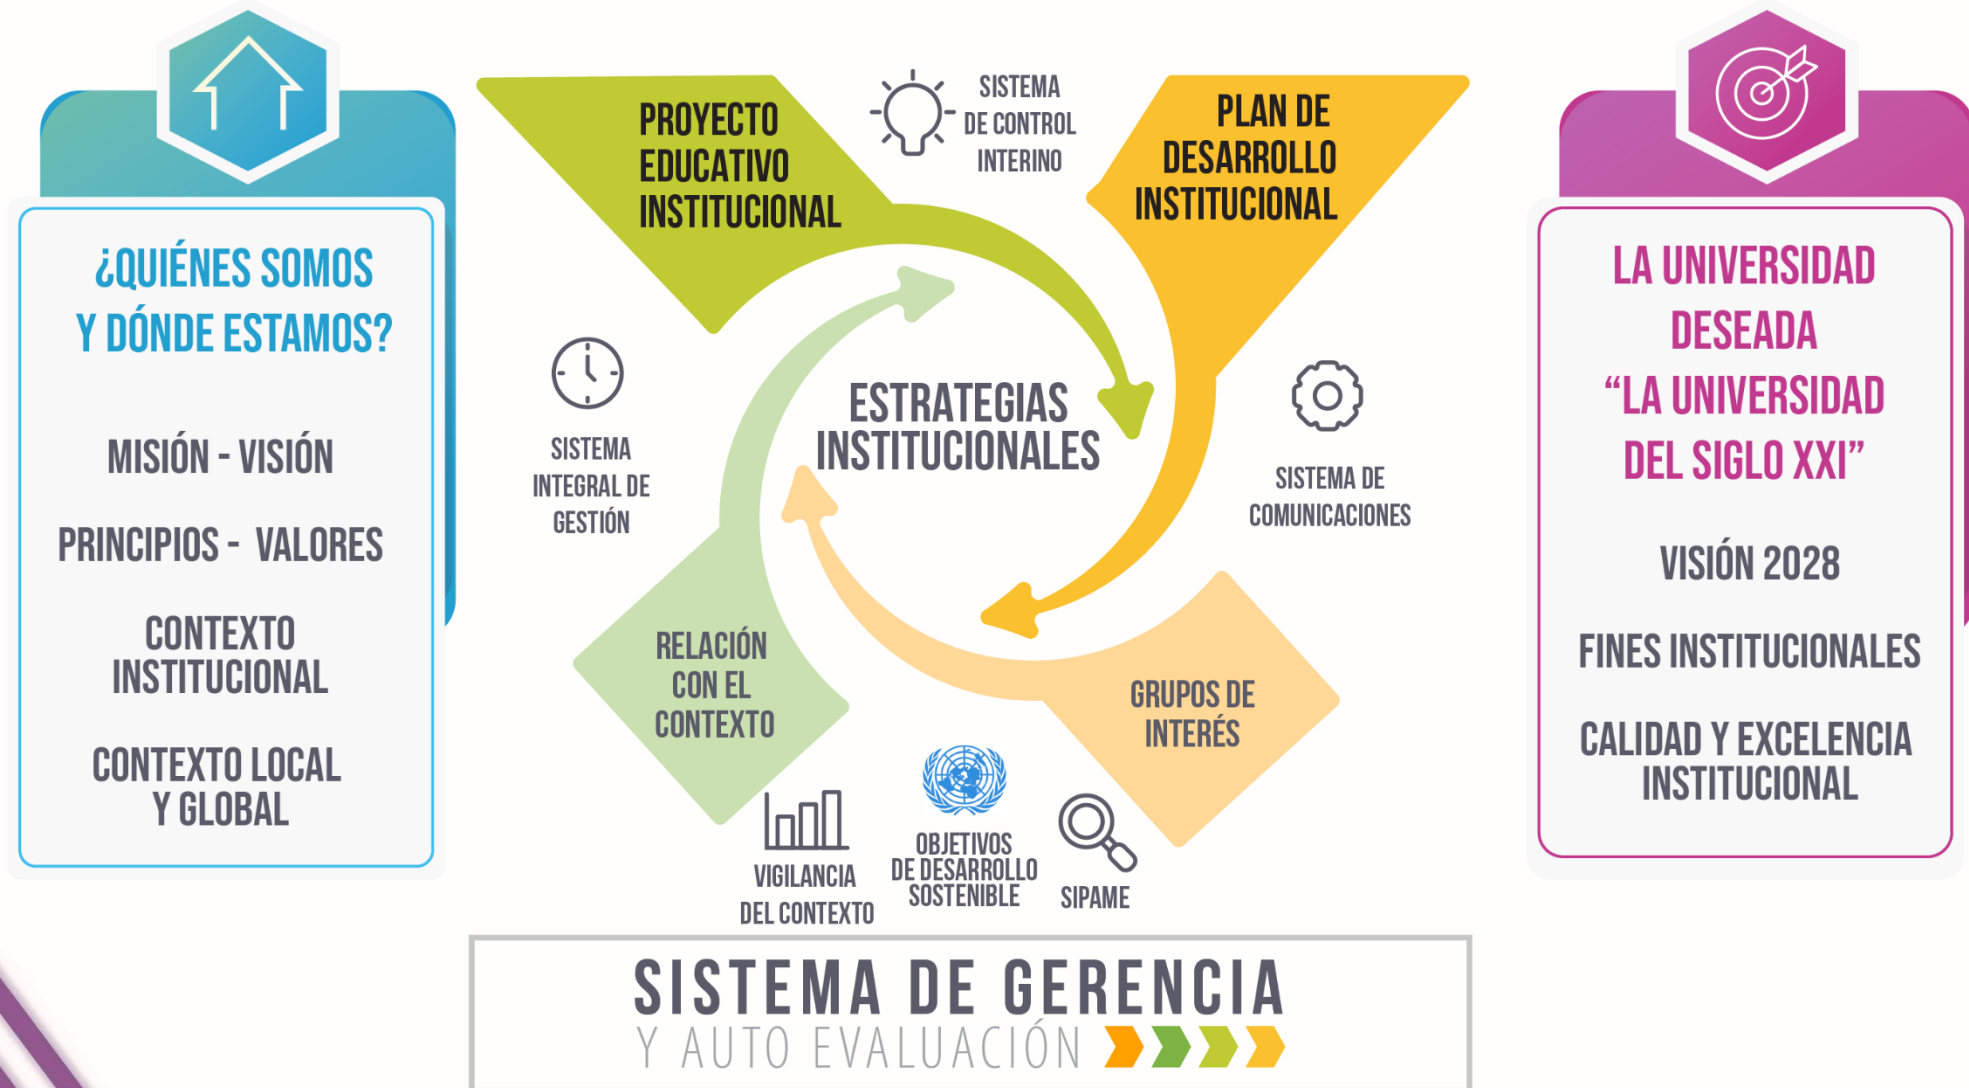 ¿QUIÉNES SOMOS
Y DÓNDE ESTAMOS?
MISIÓN - VISIÓN
PRINCIPIOS - VALORES
CONTEXTO
INSTITUCIONAL
CONTEXTO LOCAL
Y GLOBAL
PROYECTO
EDUCATIVO
INSTITUCIONAL
SISTEMA
DE CONTROL
INTERINO
PLAN DE
DESARROLLO
INSTITUCIONAL
SISTEMA
INTEGRAL DE
GESTIÓN
ESTRATEGIAS
INSTITUCIONALES
SISTEMA DE
COMUNICACIONES
RELACIÓN
CON EL
CONTEXTO
GRUPOS DE
INTERÉS
VIGILANCIA
DEL CONTEXTO
OBJETIVOS
DE DESARROLLO
SOSTENIBLE
SIPAME
SISTEMA DE GERENCIA
Y AUTO EVALUACIÓN
LA UNIVERSIDAD
DESEADA
“LA UNIVERSIDAD
DEL SIGLO XXI”
VISIÓN 2028
FINES INSTITUCIONALES
CALIDAD Y EXCELENCIA
INSTITUCIONAL